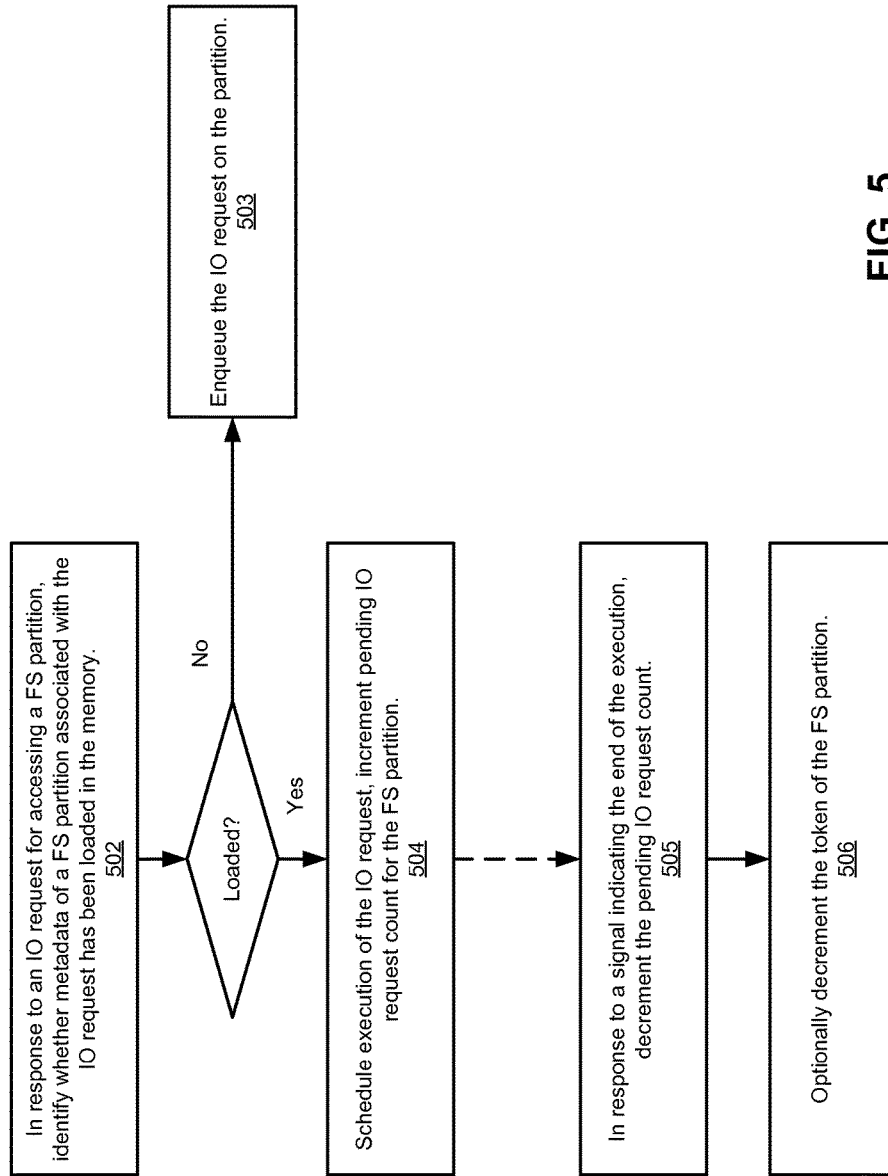 In response to an IO request for accessing a FS partition,
identify whether metadata of a FS partition associated with the
IO request has been loaded in the memory.
502
Loaded?
No
Enqueue the IO request on the partition.
503
Yes
Schedule execution of the IO request, increment pending IO
request count for the FS partition.
504
In response to a signal indicating the end of the execution,
decrement the pending IO request count.
505
Optionally decrement the token of the FS partition.
506
FIG. 5